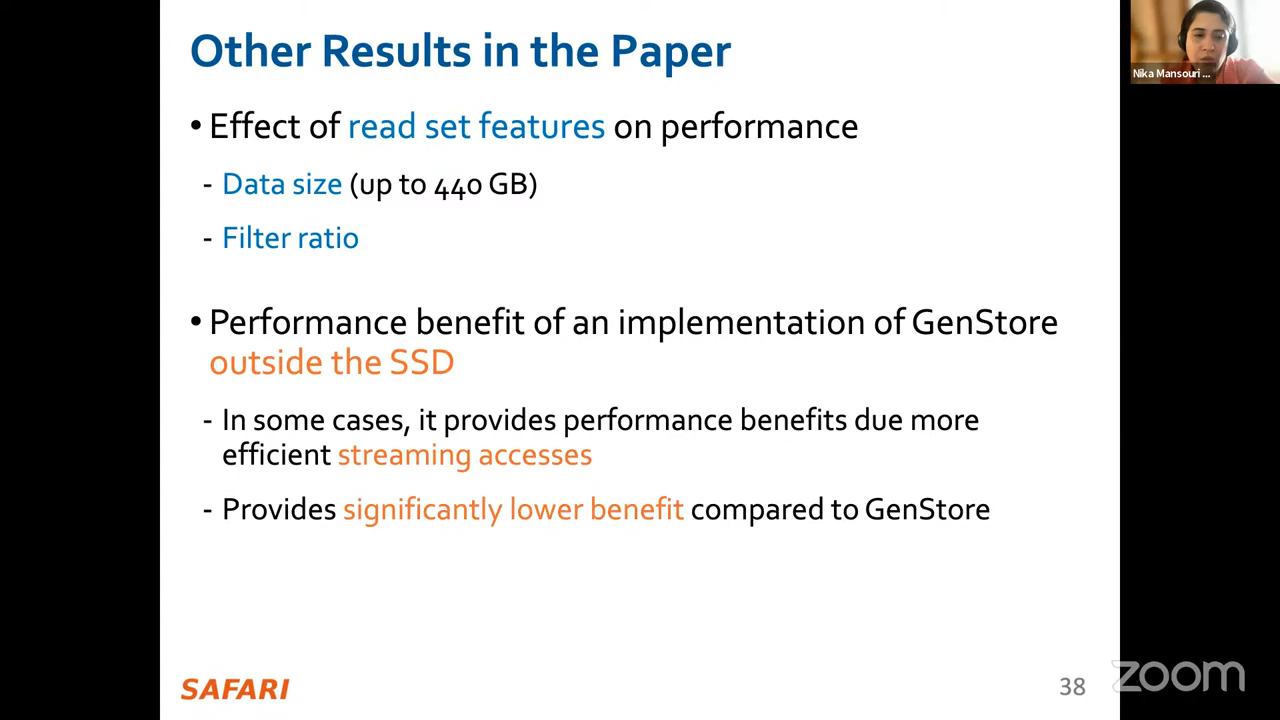 Other Results in the Paper
Nika Mansouri ...
• Effect of read set features on performance
- Data size (up to 440 GB)
- Filter ratio
• Performance benefit of an implementation of GenStore
outside the SSD
- In some cases, it provides performance benefits due more
efficient streaming accesses
- Provides significantly lower benefit compared to GenStore
SAFARI
38
zoom